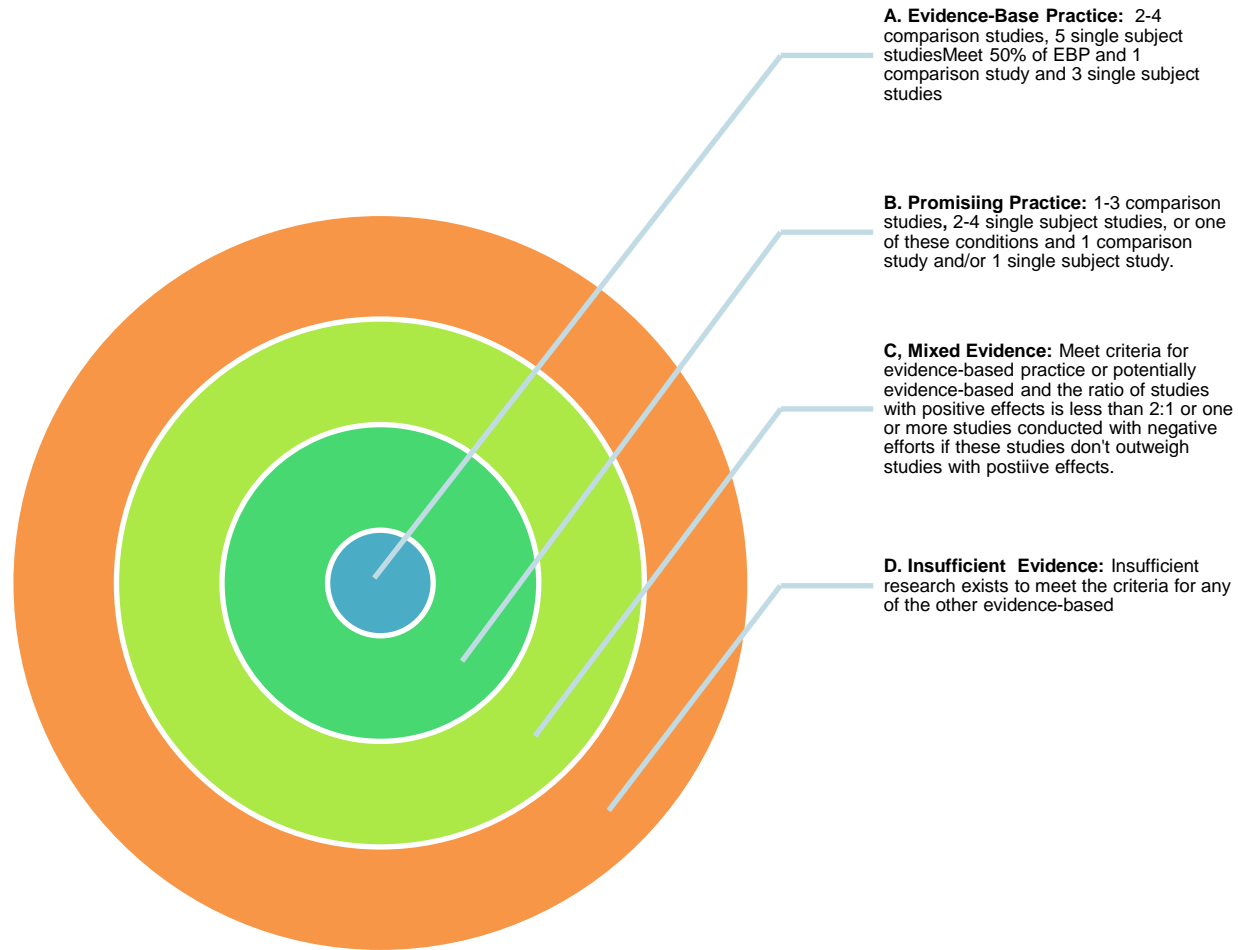 A. Evidence-Base Practice: 2-4
comparison studies, 5 single subject
studiesMeet 50% of EBP and 1
comparison study and 3 single subject
studies
B. Promisiing Practice: 1-3 comparison
studies, 2-4 single subject studies, or one
of these conditions and 1 comparison
study and/or 1 single subject study.
C, Mixed Evidence: Meet criteria for
evidence-based practice or potentially
evidence-based and the ratio of studies
with positive effects is less than 2:1 or one
or more studies conducted with negative
efforts if these studies don't outweigh
studies with postiive effects.
D. Insufficient Evidence: Insufficient
research exists to meet the criteria for any
of the other evidence-based